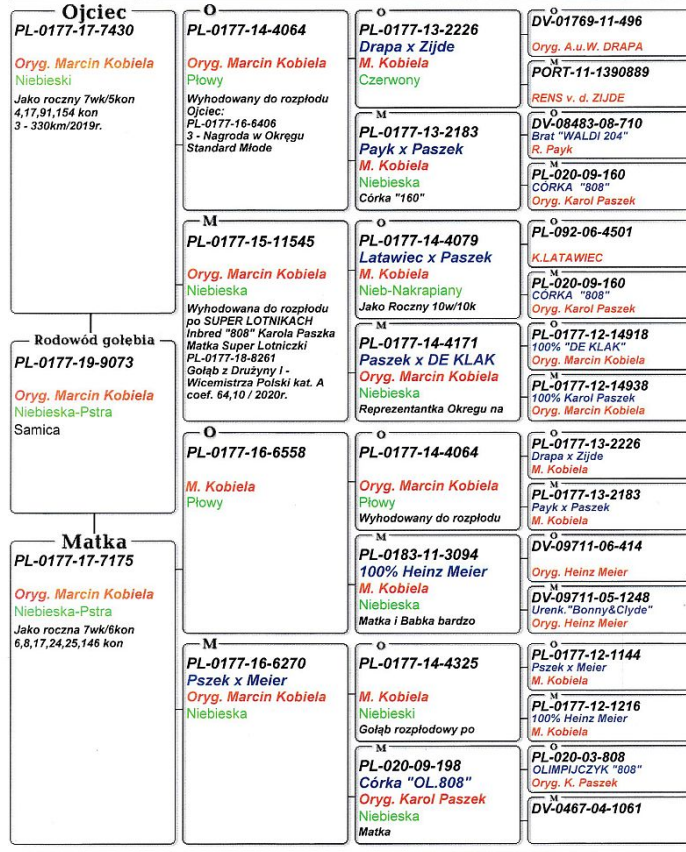 Ojciec
PL-0177-17-7430
Oryg. Marcin Kobiela
Niebieski
Jako roczny 7wk/5kon
4,17,91,154 kon
3 - 330km/2019r.
Rodowód gołębia
PL-0177-19-9073
Oryg. Marcin Kobiela
Niebieska-Pstra
Samica
Matka
PL-0177-17-7175
Oryg. Marcin Kobiela
Niebieska-Pstra
Jako roczna 7wk/6kon
6,8,17,24,25,146 kon
O
PL-0177-14-4064
Oryg. Marcin Kobiela
Płowy
Wyhodowany do rozpłodu
Ojciec:
PL-0177-16-6406
3 - Nagroda w Okręgu
Standard Młode
M
PL-0177-15-11545
Oryg. Marcin Kobiela
Niebieska
Wyhodowana do rozpłodu
po SUPER LOTNIKACH
Inbred "808" Karola Paszka
Matka Super Lotniczki
PL-0177-18-8261
Gołąb z Drużyny I -
Wicemistrza Polski kat. A
coef. 64,10 / 2020r.
O
PL-0177-16-6558
M. Kobiela
Płowy
M
PL-0177-16-6270
Pszek x Meier
Oryg. Marcin Kobiela
Niebieska
O
PL-0177-13-2226
Drapa x Zijde
M. Kobiela
Czerwony
M
PL-0177-13-2183
Payk x Paszek
M. Kobiela
Niebieska
Córka "160"
O
PL-0177-14-4079
Latawiec x Paszek
M. Kobiela
Nieb-Nakrapiany
Jako Roczny 10w/10k
M
PL-0177-14-4171
Paszek x DE KLAK
Oryg. Marcin Kobiela
Niebieska
Reprezentantka Okregu na
O
PL-0177-14-4064
Oryg. Marcin Kobiela
Płowy
Wyhodowany do rozpłodu
M
PL-0183-11-3094
100% Heinz Meier
M. Kobiela
Niebieska
Matka i Babka bardzo
O
PL-0177-14-4325
M. Kobiela
Niebieski
Gołąb rozpłodowy po
M
PL-020-09-198
Córka "OL.808"
Oryg. Karol Paszek
Niebieska
Matka
O
DV-01769-11-496
Oryg. A.u.W. DRAPA
M
PORT-11-1390889
RENS v. d. ZIJDE
O
DV-08483-08-710
Brat "WALDI 204"
R. Payk
M
PL-020-09-160
CÓRKA "808"
Oryg. Karol Paszek
O
PL-092-06-4501
K.LATAWIEC
M
PL-020-09-160
CÓRKA "808"
Oryg. Karol Paszek
O
PL-0177-12-14918
100% "DE KLAK"
Oryg. Marcin Kobiela
M
PL-0177-12-14938
100% Karol Paszek
Oryg. Marcin Kobiela
O
PL-0177-13-2226
Drapa x Zijde
M. Kobiela
M
PL-0177-13-2183
Payk x Paszek
M. Kobiela
O
DV-09711-06-414
Oryg. Heinz Meier
M
DV-09711-05-1248
Urenk."Bonny&Clyde"
Oryg. Heinz Meier
O
PL-0177-12-1144
Pszek x Meier
M. Kobiela
M
PL-0177-12-1216
100% Heinz Meier
M. Kobiela
O
PL-020-03-808
OLIMPIJCZYK "808"
Oryg. K. Paszek
M
DV-0467-04-1061